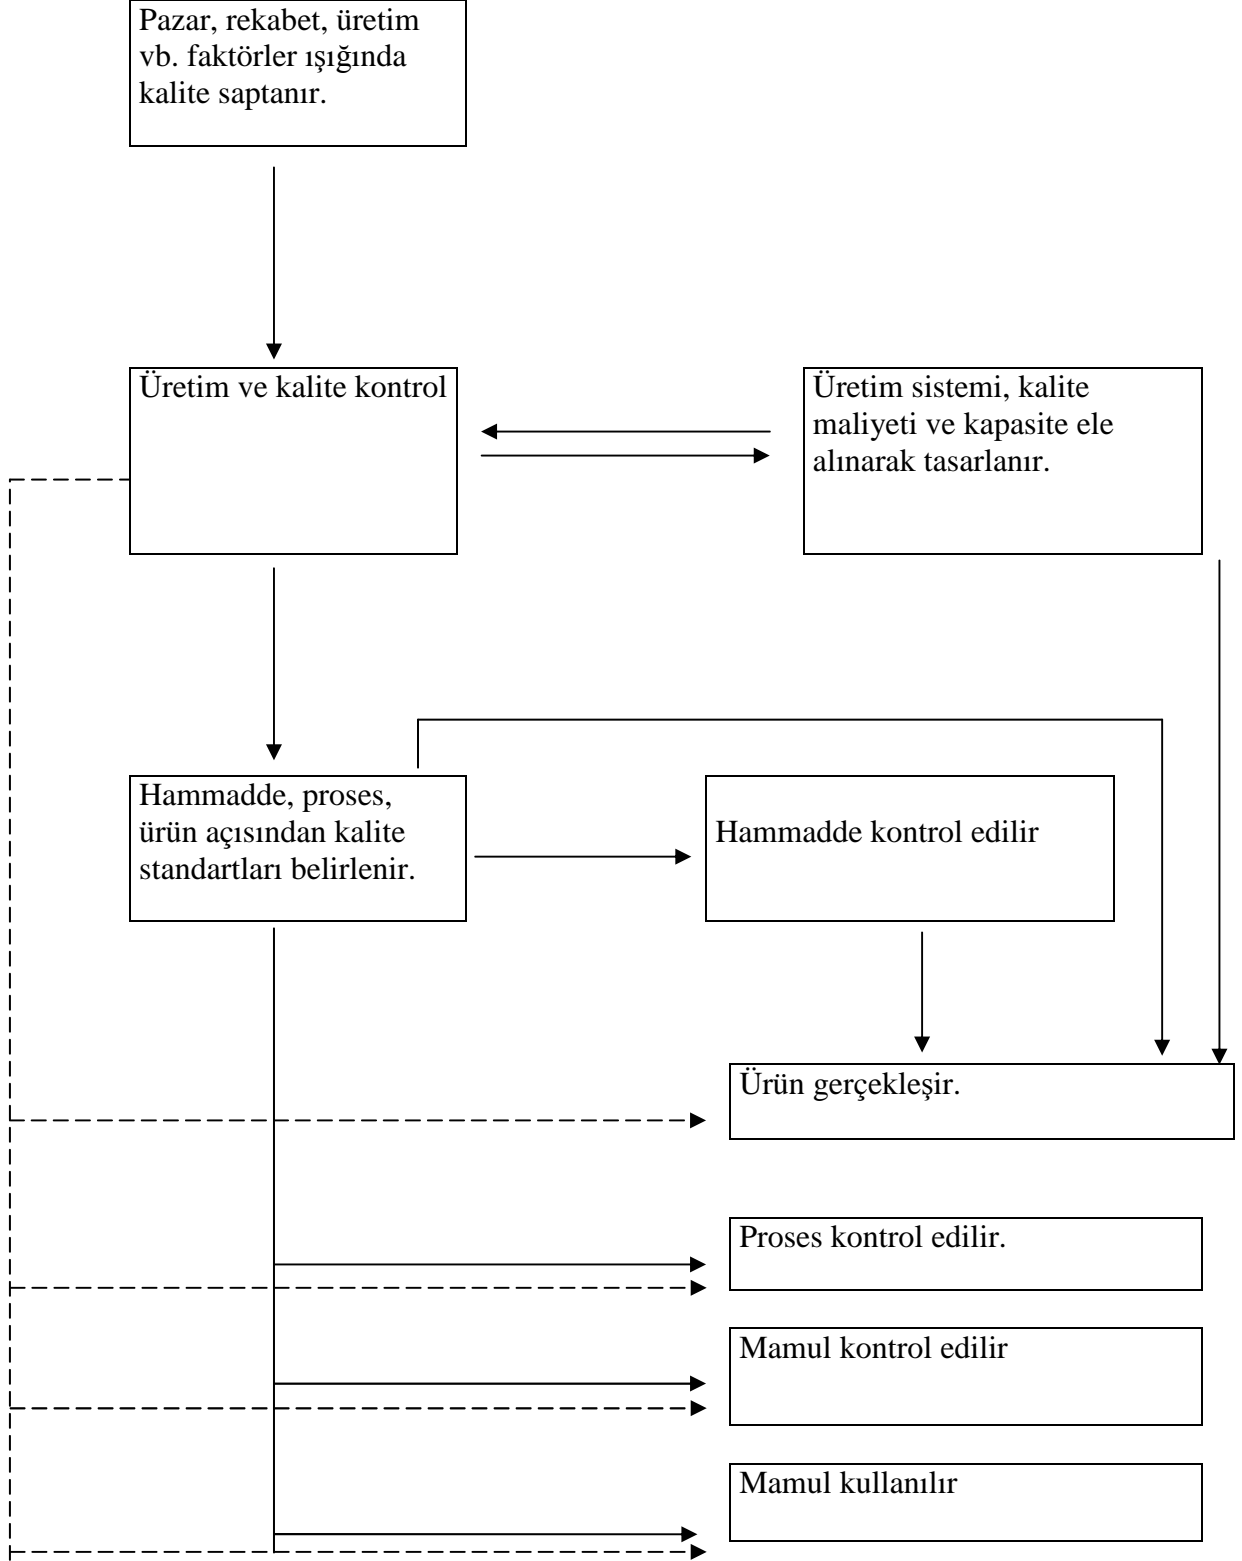 Pazar, rekabet, üretim
vb. faktörler ışığında
kalite saptanır.
Üretim ve kalite kontrol
Üretim sistemi, kalite
maliyeti ve kapasite ele
alınarak tasarlanır.
Hammadde, proses,
ürün açısından kalite
standartları belirlenir.
Hammadde kontrol edilir
Ürün gerçekleşir.
Proses kontrol edilir.
Mamul kontrol edilir
Mamul kullanılır